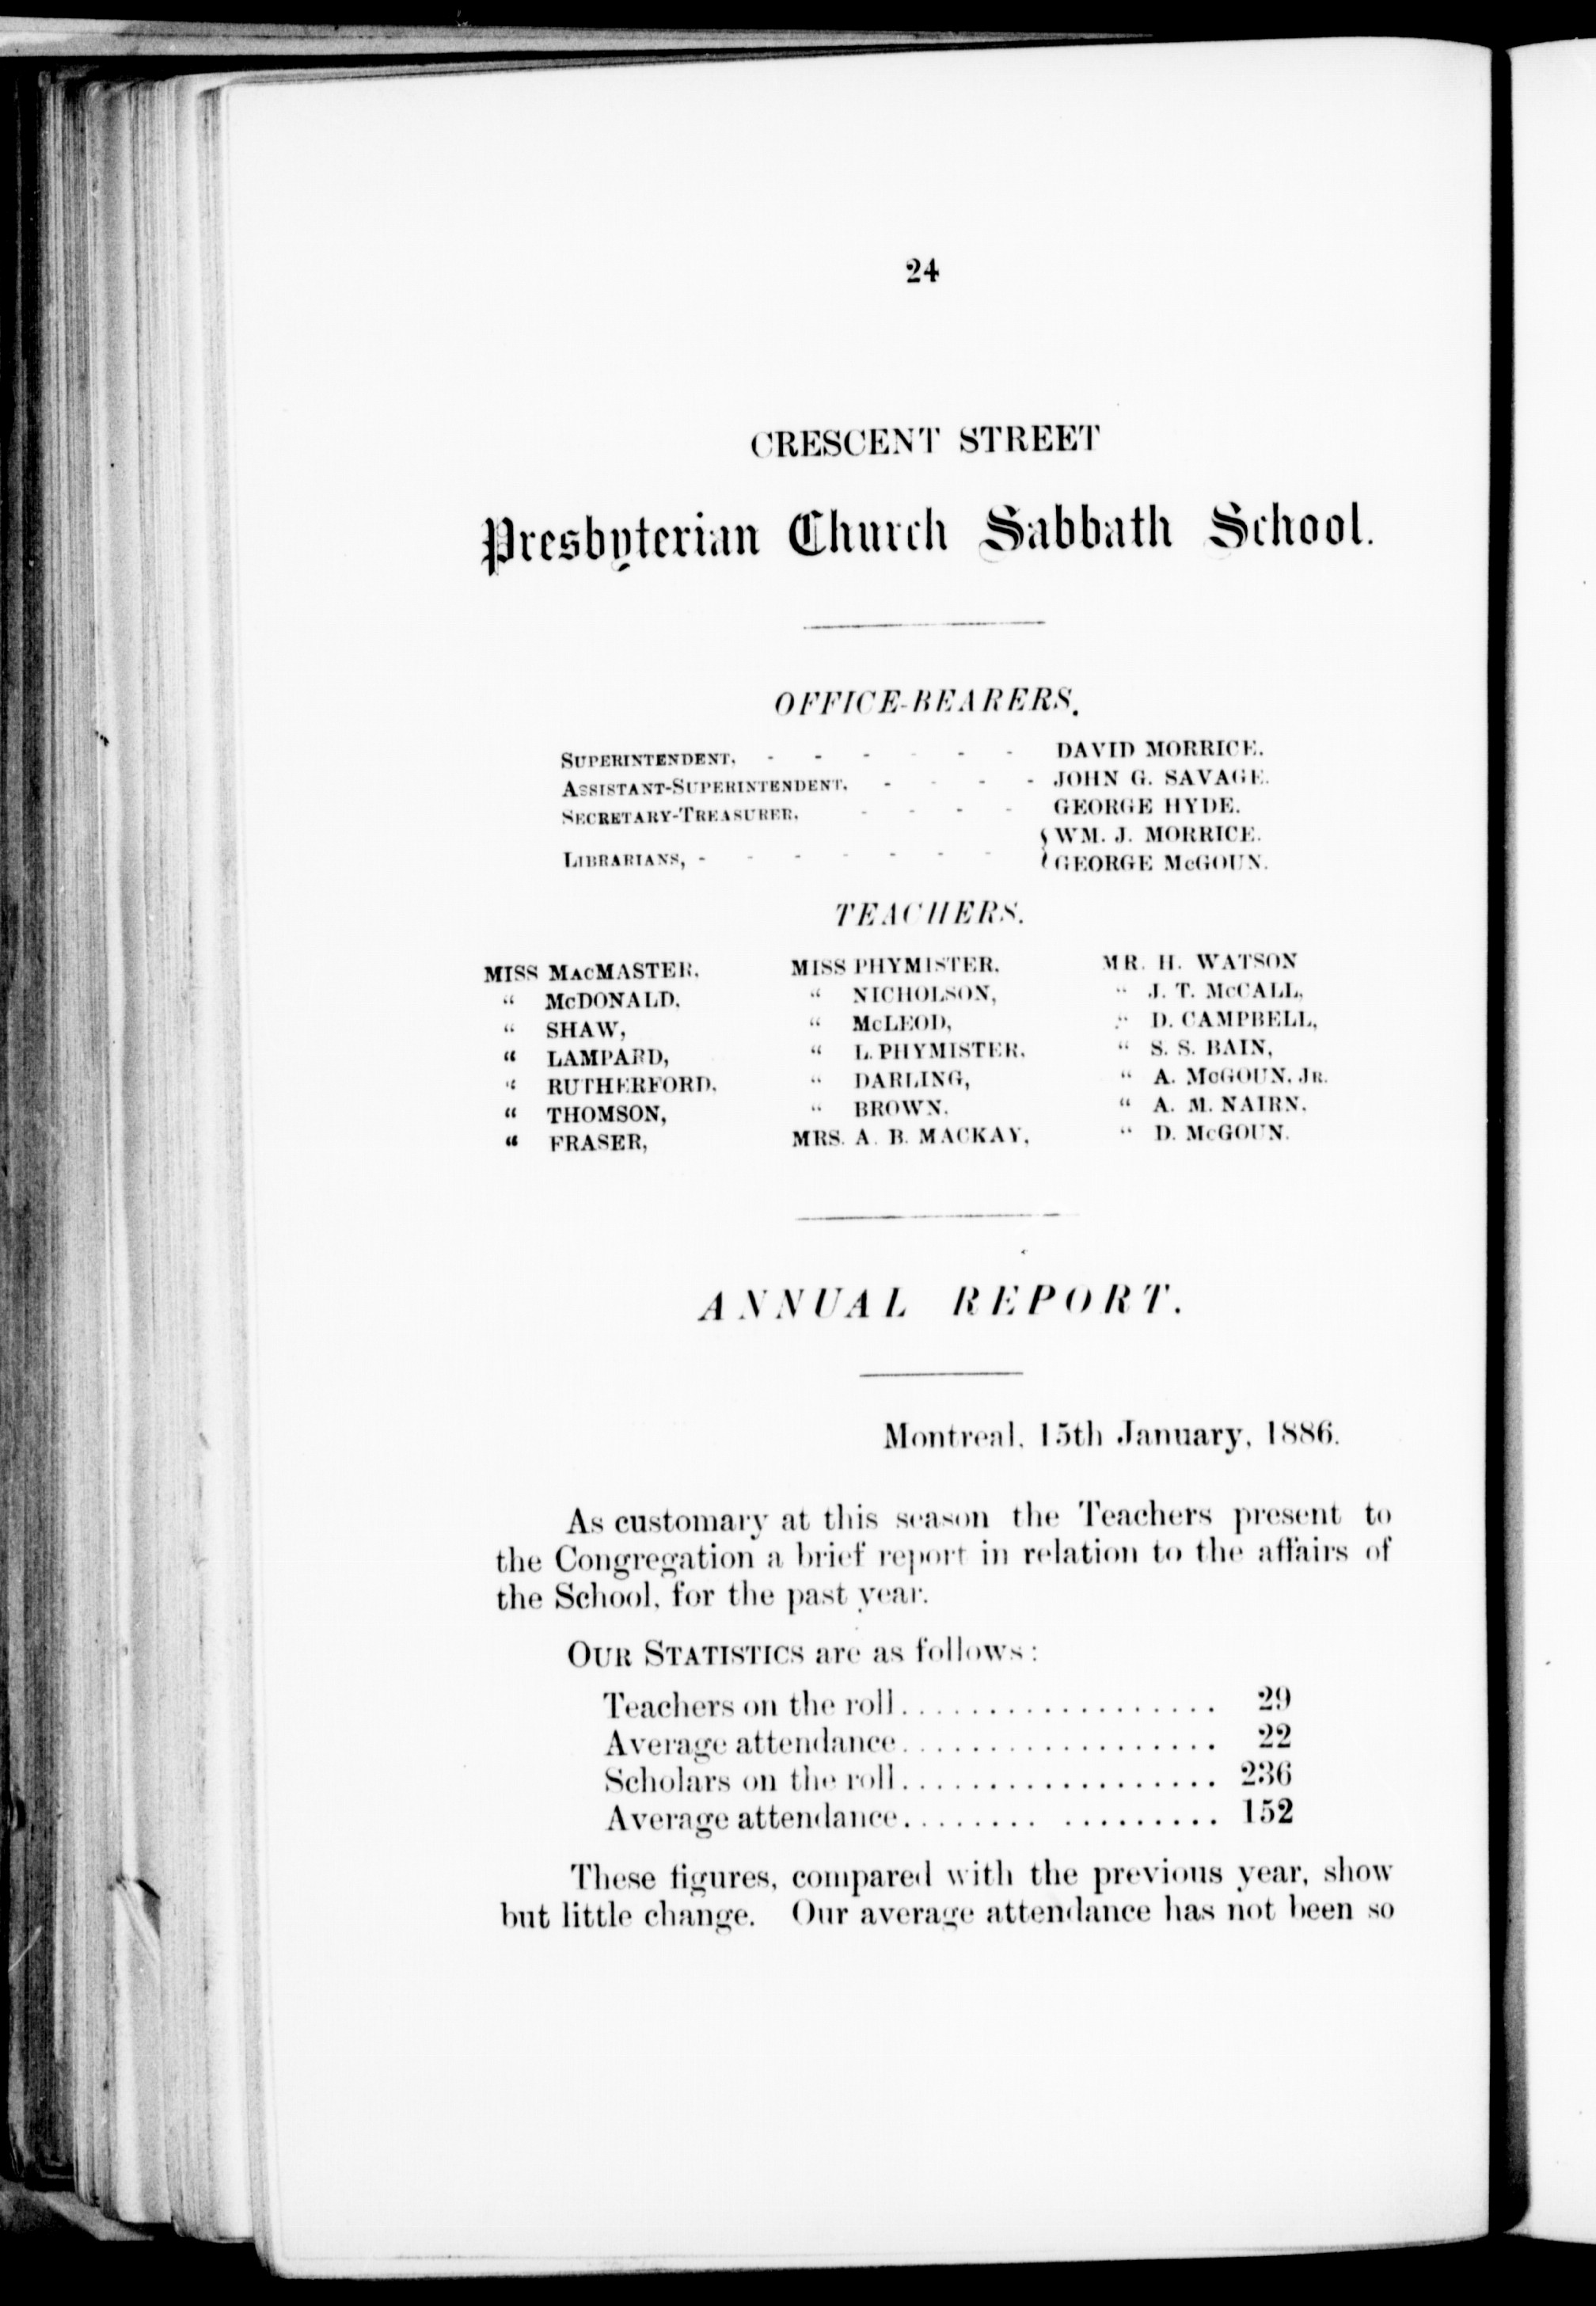 24
CRESCENT STREET
Presbyterian Church Sabbath School.
OFFICE-BEARERS.
SUPERINTENDENT, - - - - - - DAVID MORRICE.
ASSISTANT-SUPERINTENDENT, - - - - JOHN G. SAVAGE.
SECRETARY-TREASURER, - - - - GEORGE HYDE.
LIBRARIANS, - - - - - - - { WM. J. MORRICE.
GEORGE McGOUN.
TEACHERS.
MISS MacMASTER, MISS PHYMISTER, MR. H. WATSON
" McDONALD, " NICHOLSON, " J. T. McCALL,
" SHAW, " McLEOD, " D. CAMPBELL,
" LAMPARD, " L. PHYMISTER, " S. S. BAIN,
" RUTHERFORD, " DARLING, " A. McGOUN, JR.
" THOMSON, " BROWN, " A. M. NAIRN,
" FRASER, MRS. A. B. MACKAY, " D. McGOUN.
ANNUAL REPORT.
Montreal, 15th January, 1886.
As customary at this season the Teachers present to
the Congregation a brief report in relation to the affairs of
the School, for the past year.
OUR STATISTICS are as follows:
Teachers on the roll................... 29
Average attendance................... 22
Scholars on the roll................... 236
Average attendance........ ......... 152
These figures, compared with the previous year, show
but little change. Our average attendance has not been so